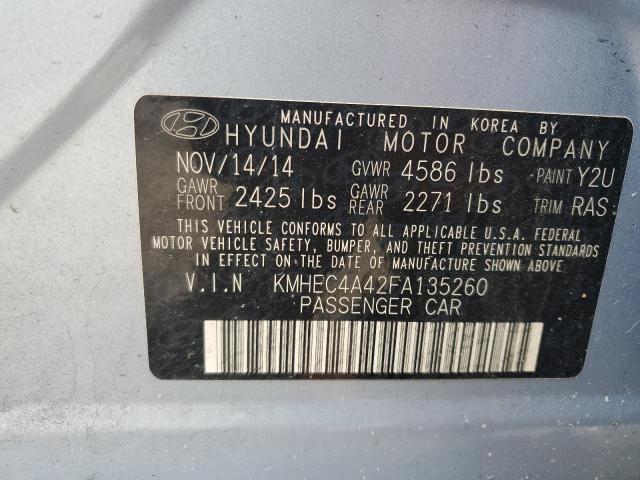 MANUFACTURED IN KOREA BY
HYUNDAI MOTOR COMPANY
NOV/14/14 GVWR 4586 lbs PAINT Y2U
GAWR FRONT 2425 lbs GAWR REAR 2271 lbs TRIM RAS
THIS VEHICLE CONFORMS TO ALL APPLICABLE U.S.A. FEDERAL
MOTOR VEHICLE SAFETY, BUMPER, AND THEFT PREVENTION STANDARDS
IN EFFECT ON THE DATE OF MANUFACTURE SHOWN ABOVE.
V.I.N KMHEC4A42FA135260
PASSENGER CAR